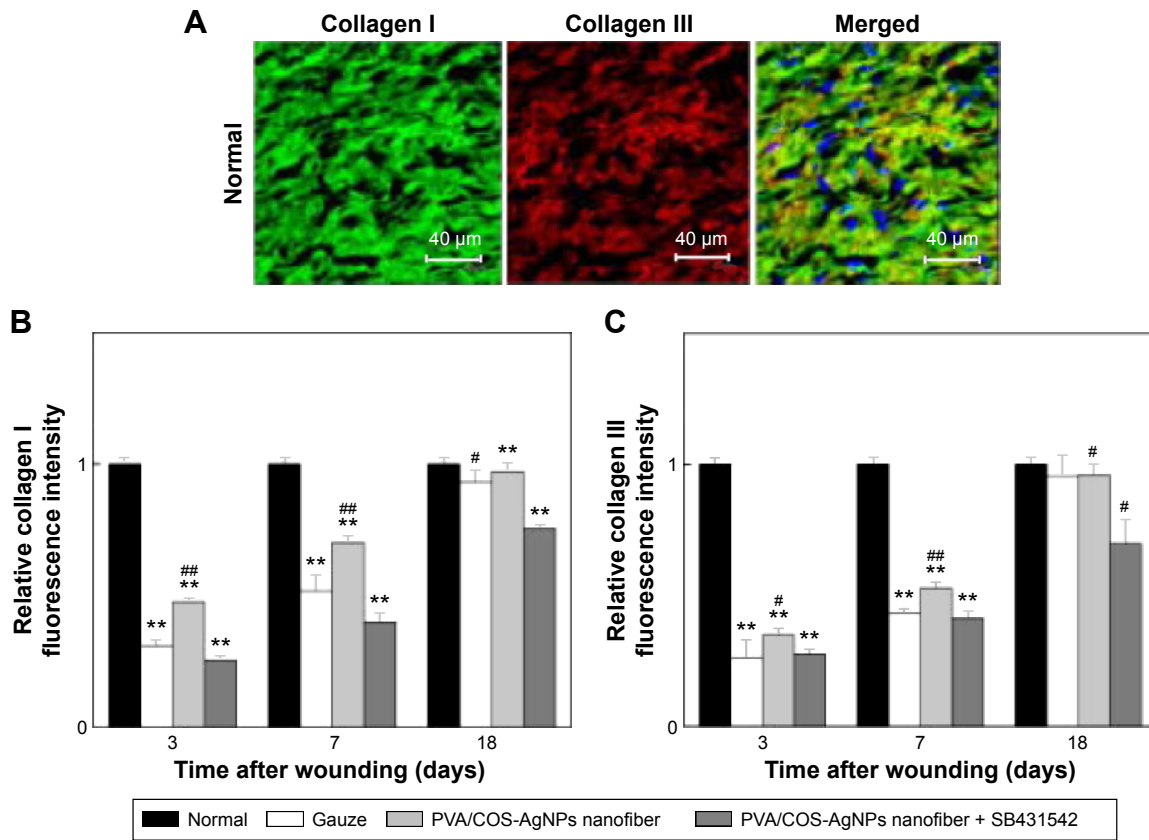 A
Collagen I
Collagen III
Merged
Normal
40 μm
40 μm
40 μm
B
Relative collagen I
fluorescence intensity
1
0
**
##
**
**
**
##
**
**
#
**
**
3
7
18
Time after wounding (days)
C
Relative collagen III
fluorescence intensity
1
0
**
#
**
**
**
##
**
**
#
#
3
7
18
Time after wounding (days)
Normal
Gauze
PVA/COS-AgNPs nanofiber
PVA/COS-AgNPs nanofiber + SB431542